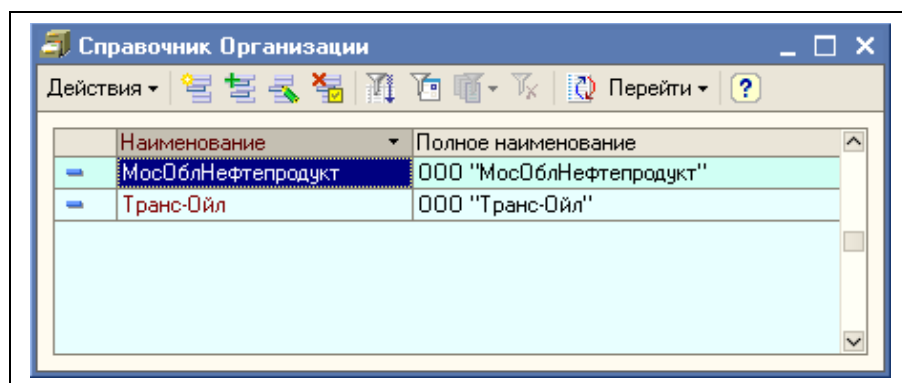 Справочник Организации
Действия Перейти ?
Наименование Полное наименование
МосОблНефтепродукт ООО "МосОблНефтепродукт"
Транс-Ойл ООО "Транс-Ойл"